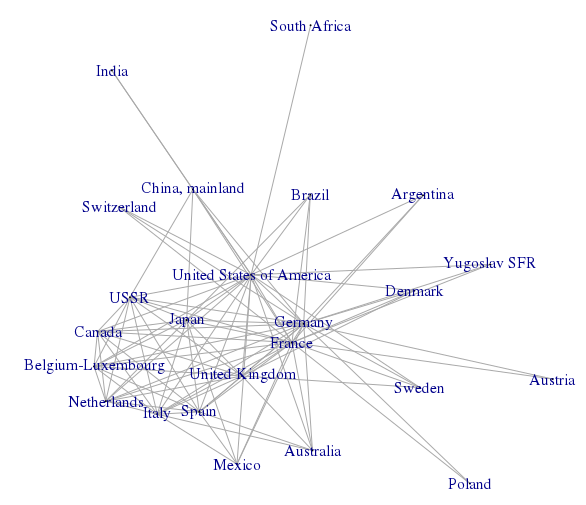 South Africa
India
China, mainland
Switzerland
Brazil
Argentina
United States of America
Yugoslav SFR
USSR
Denmark
Canada
Japan
Germany
France
Belgium-Luxembourg
United Kingdom
Austria
Sweden
Netherlands
Italy
Spain
Australia
Mexico
Poland